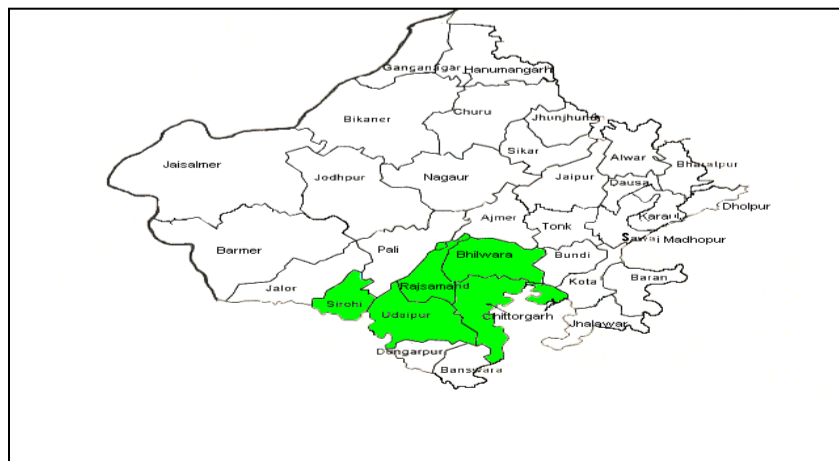 Ganganagar Hanumangarh
Churu
Bikaner
Jhunjhunu
Sikar
Alwar
Bharatpur
Jaisalmer
Jodhpur
Nagaur
Jaipur
Dausa
Dholpur
Ajmer
Karauli
Tonk
Sawai Madhopur
Barmer
Pali
Bhilwara
Bundi
Jalor
Rajsamand
Kota
Baran
Sirohi
Udaipur
Chittorgarh
Jhalawar
Dungarpur
Banswara